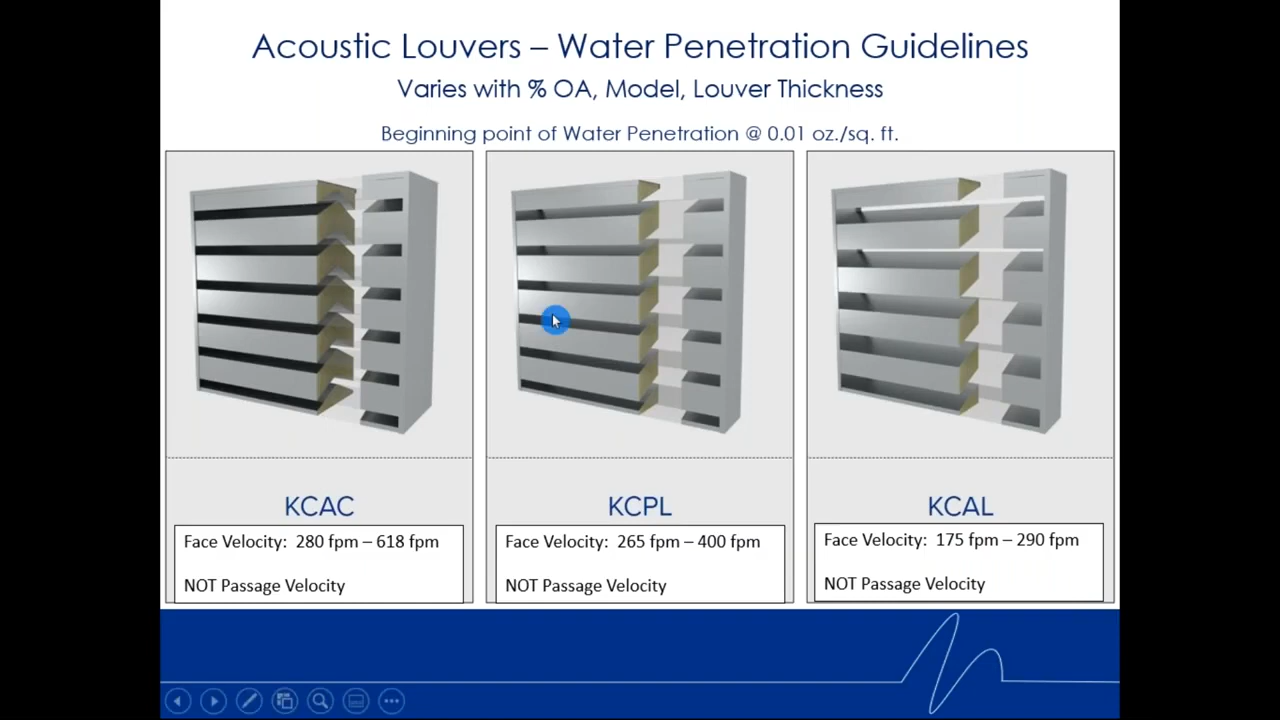 Acoustic Louvers – Water Penetration Guidelines
Varies with % OA, Model, Louver Thickness
Beginning point of Water Penetration @ 0.01 oz./sq. ft.
KCAC
Face Velocity: 280 fpm – 618 fpm
NOT Passage Velocity
KCPL
Face Velocity: 265 fpm – 400 fpm
NOT Passage Velocity
KCAL
Face Velocity: 175 fpm – 290 fpm
NOT Passage Velocity